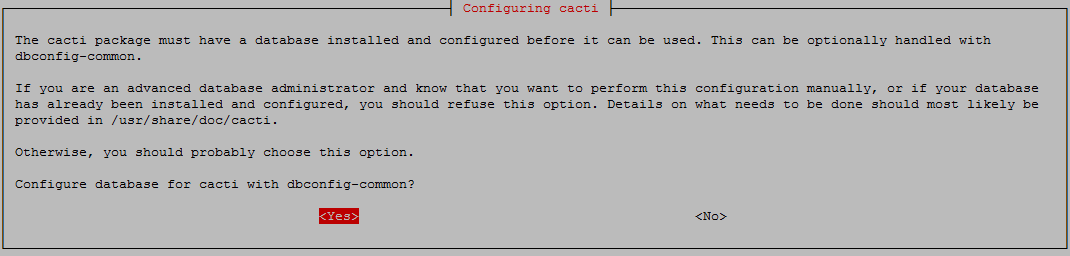 Configuring cacti
The cacti package must have a database installed and configured before it can be used. This can be optionally handled with
dbconfig-common.
If you are an advanced database administrator and know that you want to perform this configuration manually, or if your database
has already been installed and configured, you should refuse this option. Details on what needs to be done should most likely be
provided in /usr/share/doc/cacti.
Otherwise, you should probably choose this option.
Configure database for cacti with dbconfig-common?
<Yes> <No>